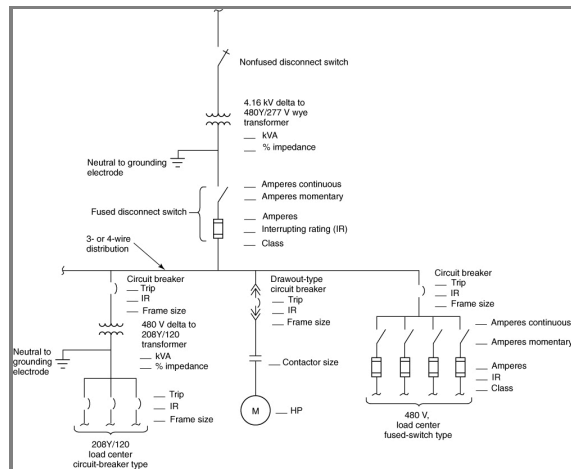 Nonfused disconnect switch
4.16 kV delta to
480Y/277 V wye
transformer
__ kVA
__ % impedance
Neutral to grounding
electrode
Fused disconnect switch
__ Amperes continuous
__ Amperes momentary
__ Amperes
__ Interrupting rating (IR)
__ Class
3- or 4-wire
distribution
Circuit breaker
__ Trip
__ IR
__ Frame size
480 V delta to
208Y/120
transformer
__ kVA
__ % impedance
Neutral to
grounding
electrode
__ Trip
__ IR
__ Frame size
208Y/120
load center
circuit-breaker type
Drawout-type
circuit breaker
__ Trip
__ IR
__ Frame size
__ Contactor size
M
__ HP
Circuit breaker
__ Trip
__ IR
__ Frame size
__ Amperes continuous
__ Amperes momentary
__ Amperes
__ IR
__ Class
480 V,
load center
fused-switch type